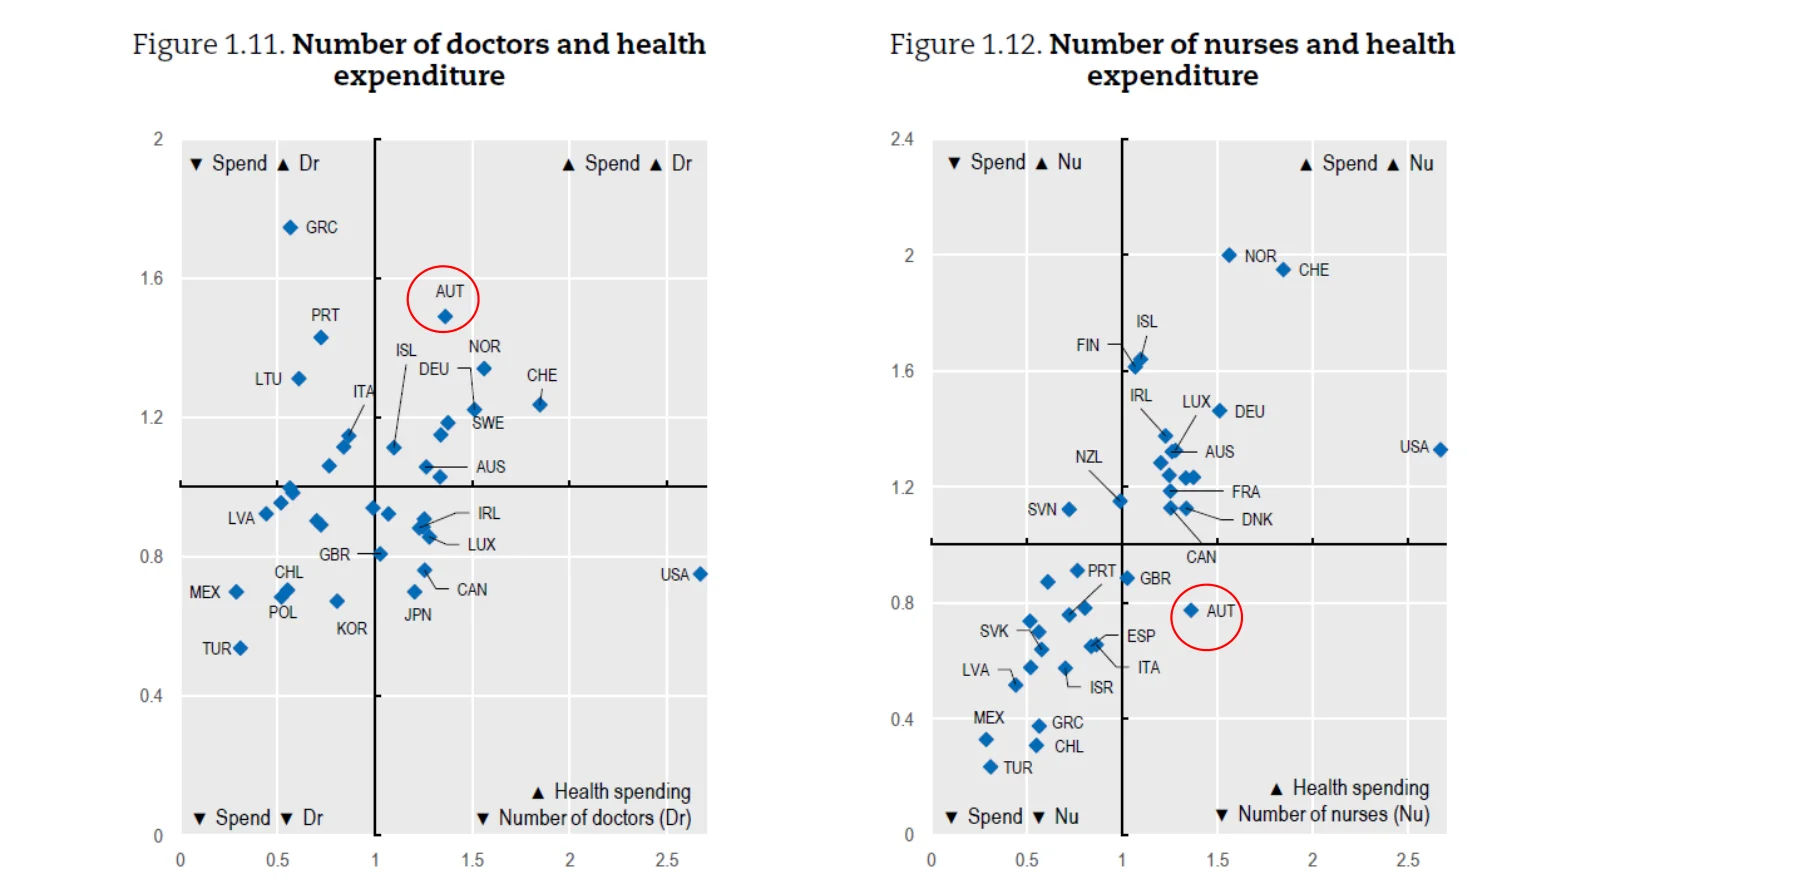 Figure 1.11. Number of doctors and health
expenditure
2
1.6
1.2
0.8
0.4
0
▼ Spend ▲ Dr
▲ Spend ▲ Dr
GRC
AUT
PRT
ISL
NOR
DEU
LTU
CHE
ITA
SWE
AUS
LVA
IRL
LUX
GBR
CHL
USA
MEX
CAN
POL
JPN
KOR
TUR
▲ Health spending
▼ Spend ▼ Dr
▼ Number of doctors (Dr)
0 0.5 1 1.5 2 2.5
Figure 1.12. Number of nurses and health
expenditure
2.4
2
1.6
1.2
0.8
0.4
0
▼ Spend ▲ Nu
▲ Spend ▲ Nu
NOR
CHE
ISL
FIN
IRL
LUX
DEU
USA
AUS
NZL
FRA
SVN
DNK
CAN
PRT
GBR
AUT
SVK
ESP
LVA
ITA
ISR
MEX
GRC
CHL
TUR
▲ Health spending
▼ Spend ▼ Nu
▼ Number of nurses (Nu)
0 0.5 1 1.5 2 2.5